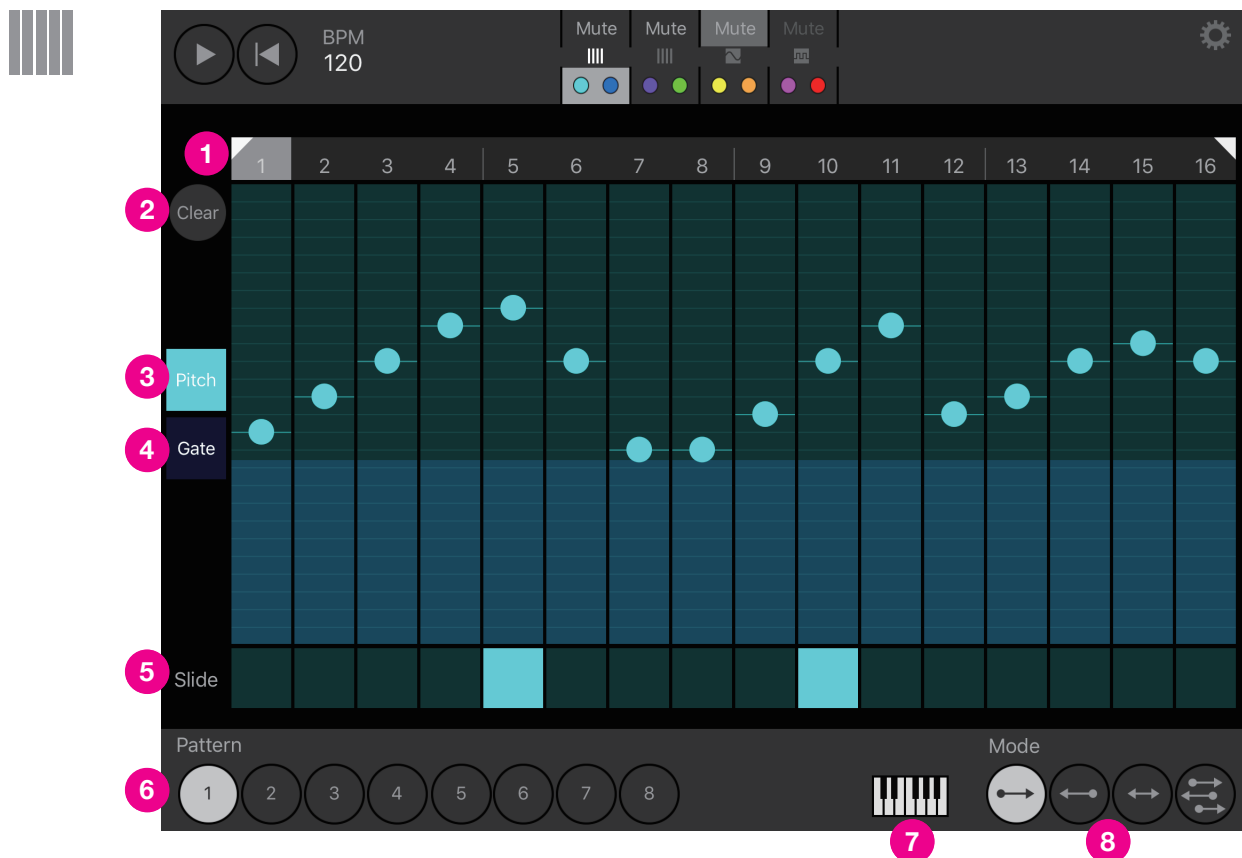 Mute Mute Mute Mute
BPM
120
1
1 2 3 4 5 6 7 8 9 10 11 12 13 14 15 16
2 Clear
3 Pitch
4 Gate
5 Slide
Pattern Mode
6 1 2 3 4 5 6 7 8
7 8